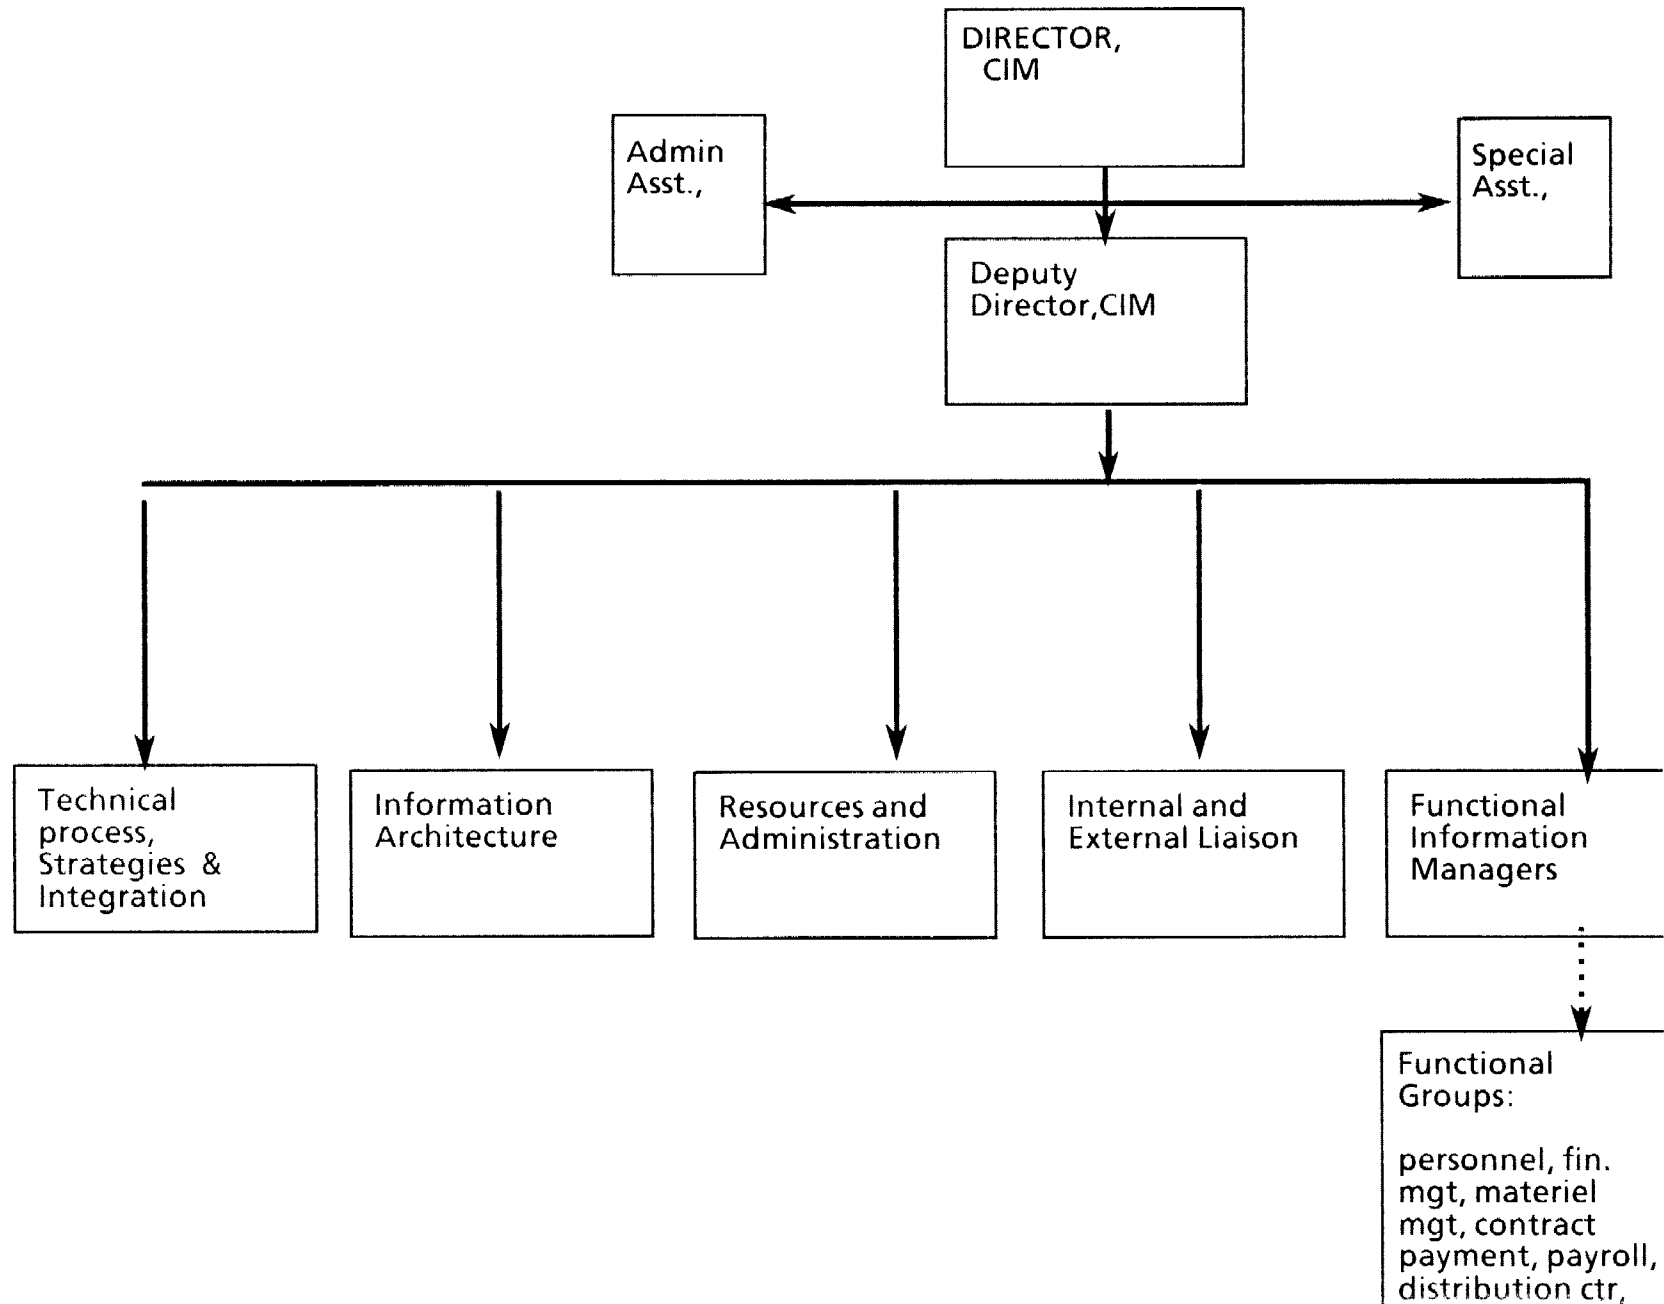 DIRECTOR,
CIM
Admin
Asst.,
Special
Asst.,
Deputy
Director,CIM
Technical
process,
Strategies &
Integration
Information
Architecture
Resources and
Administration
Internal and
External Liaison
Functional
Information
Managers
Functional
Groups:
personnel, fin.
mgt, materiel
mgt, contract
payment, payroll,
distribution ctr,